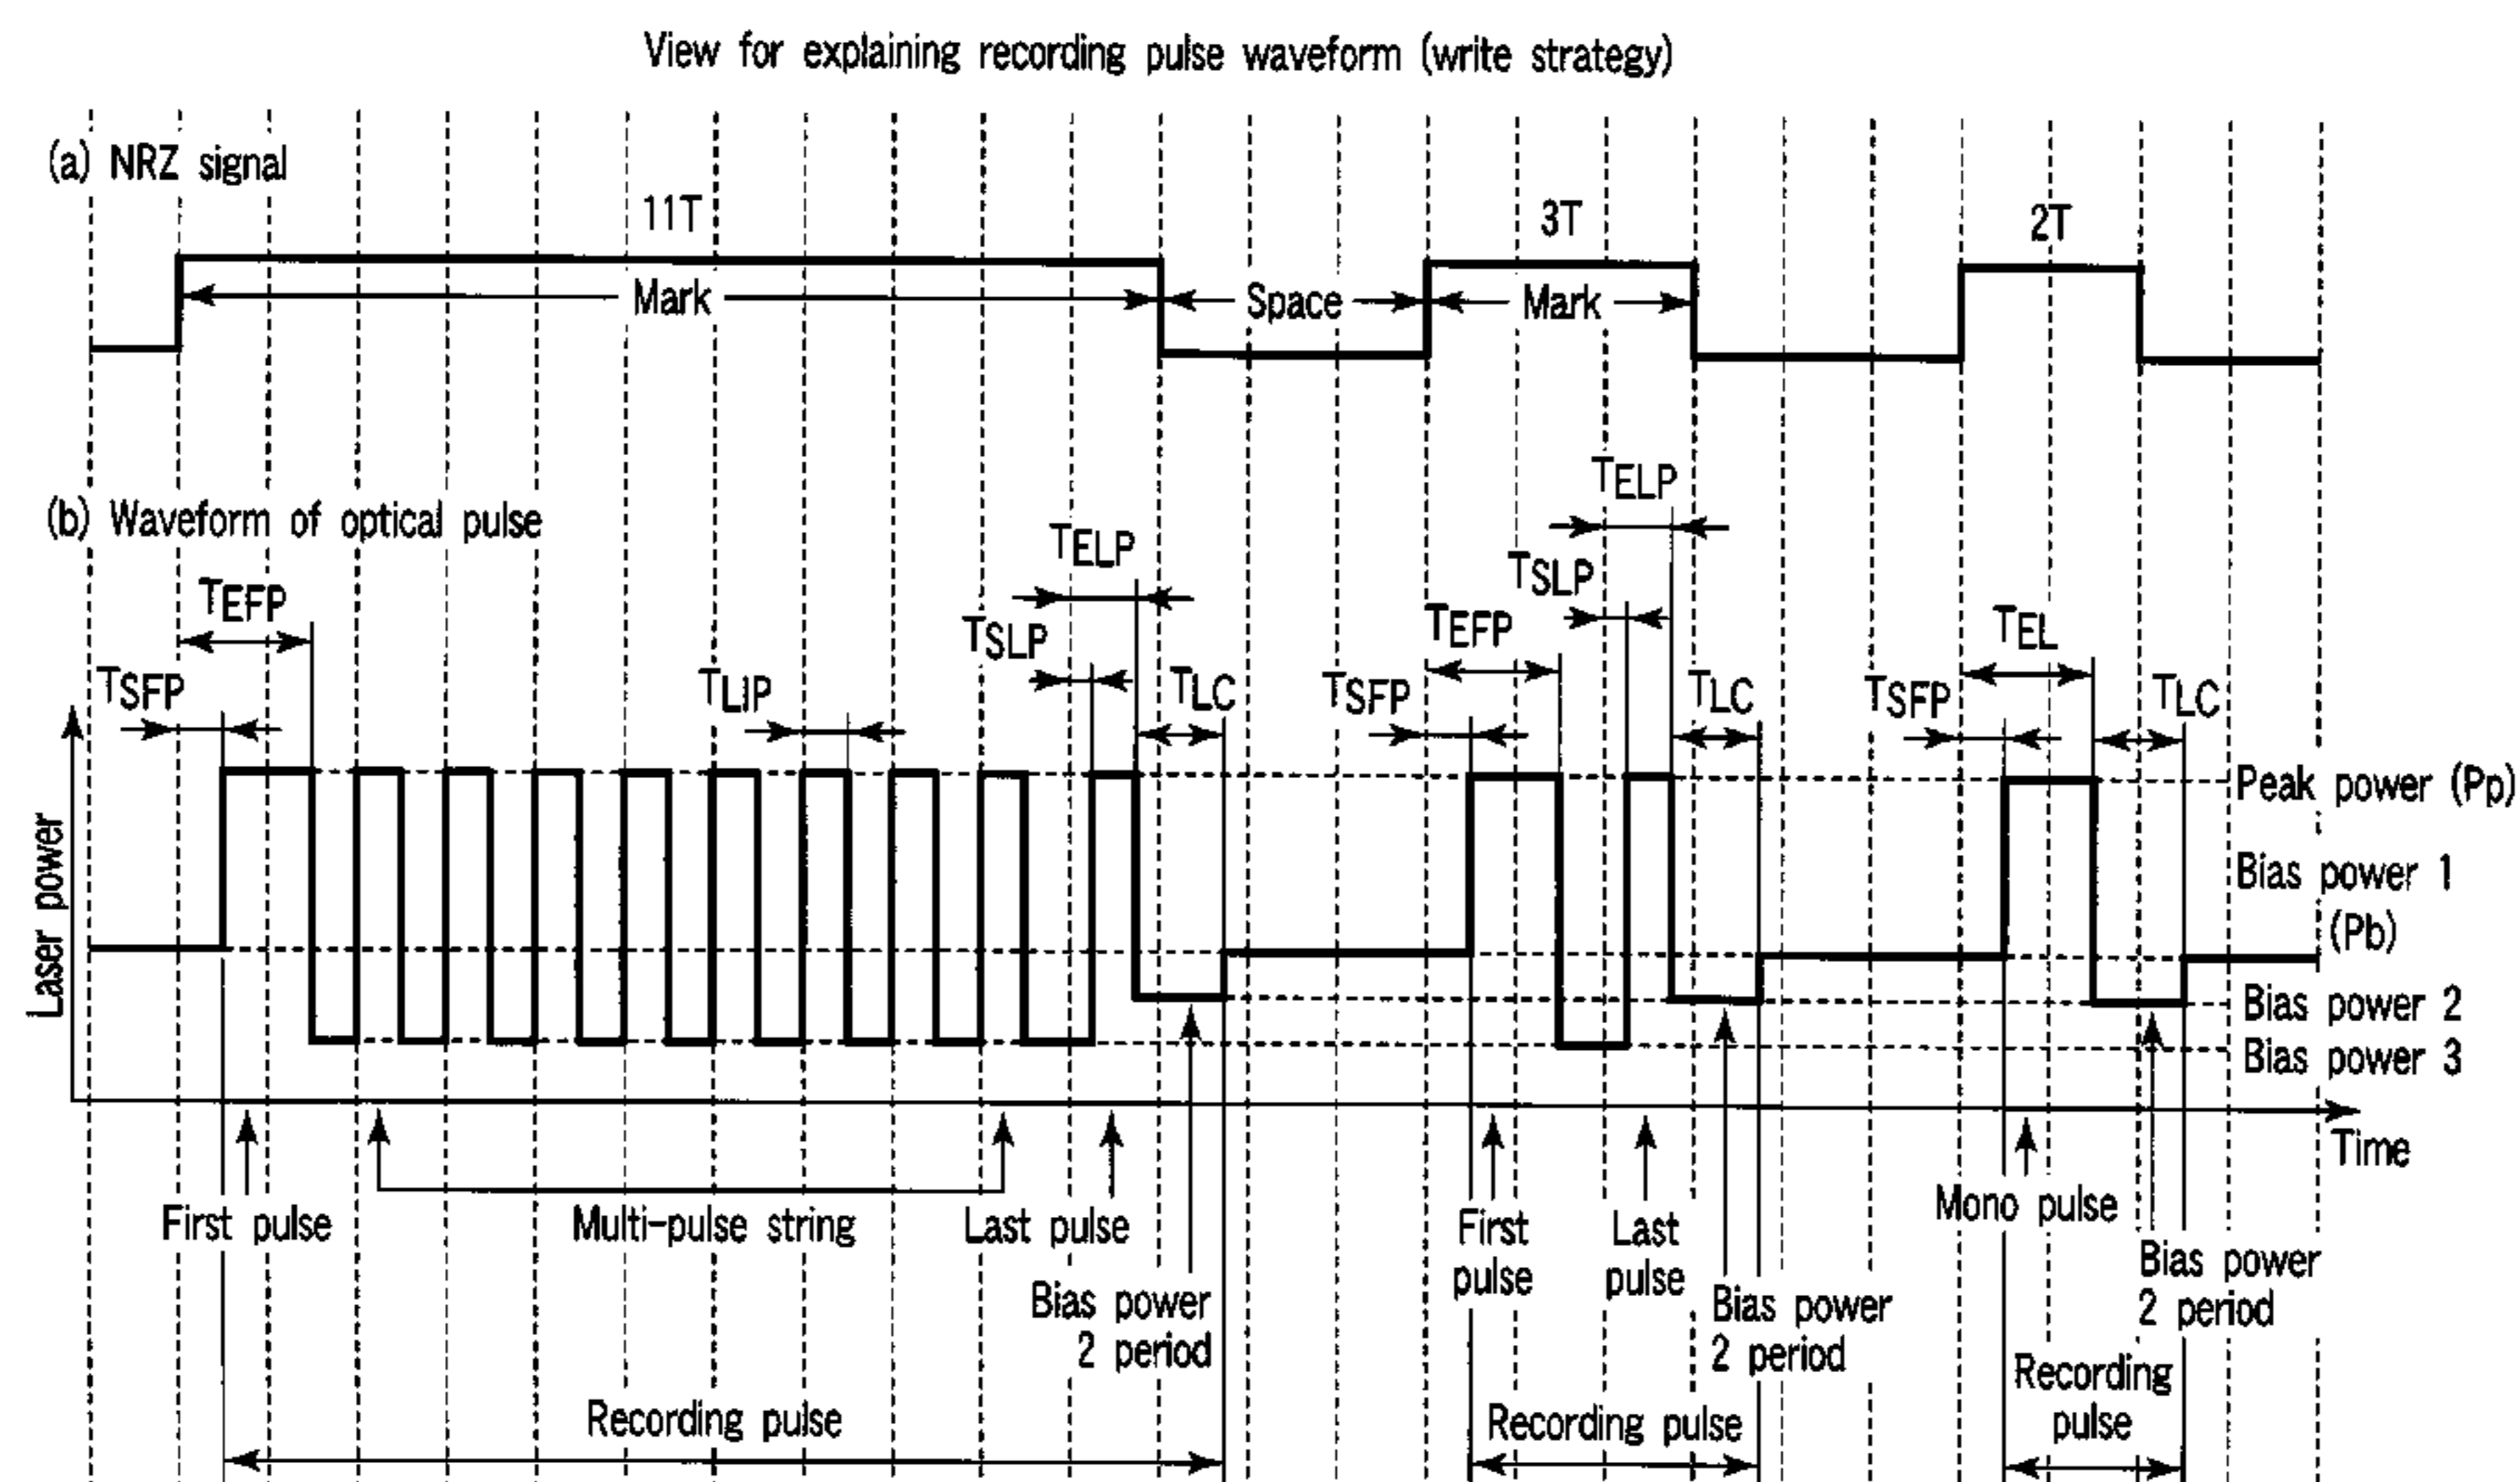 View for explaining recording pulse waveform (write strategy)
(a) NRZ signal
11T
3T
2T
Mark
Space
Mark
(b) Waveform of optical pulse
TELP
TELP
TSLP
TEFP
TEFP
TEL
TSLP
TSFP
TLIP
TLC
TSFP
TLC
TSFP
TLC
Peak power (Pp)
Bias power 1
(Pb)
Bias power 2
Bias power 3
Laser power
Time
First pulse
Multi-pulse string
Last pulse
First
pulse
Last
pulse
Mono pulse
Bias power
2 period
Bias power
2 period
Bias power
2 period
Recording pulse
Recording pulse
Recording
pulse